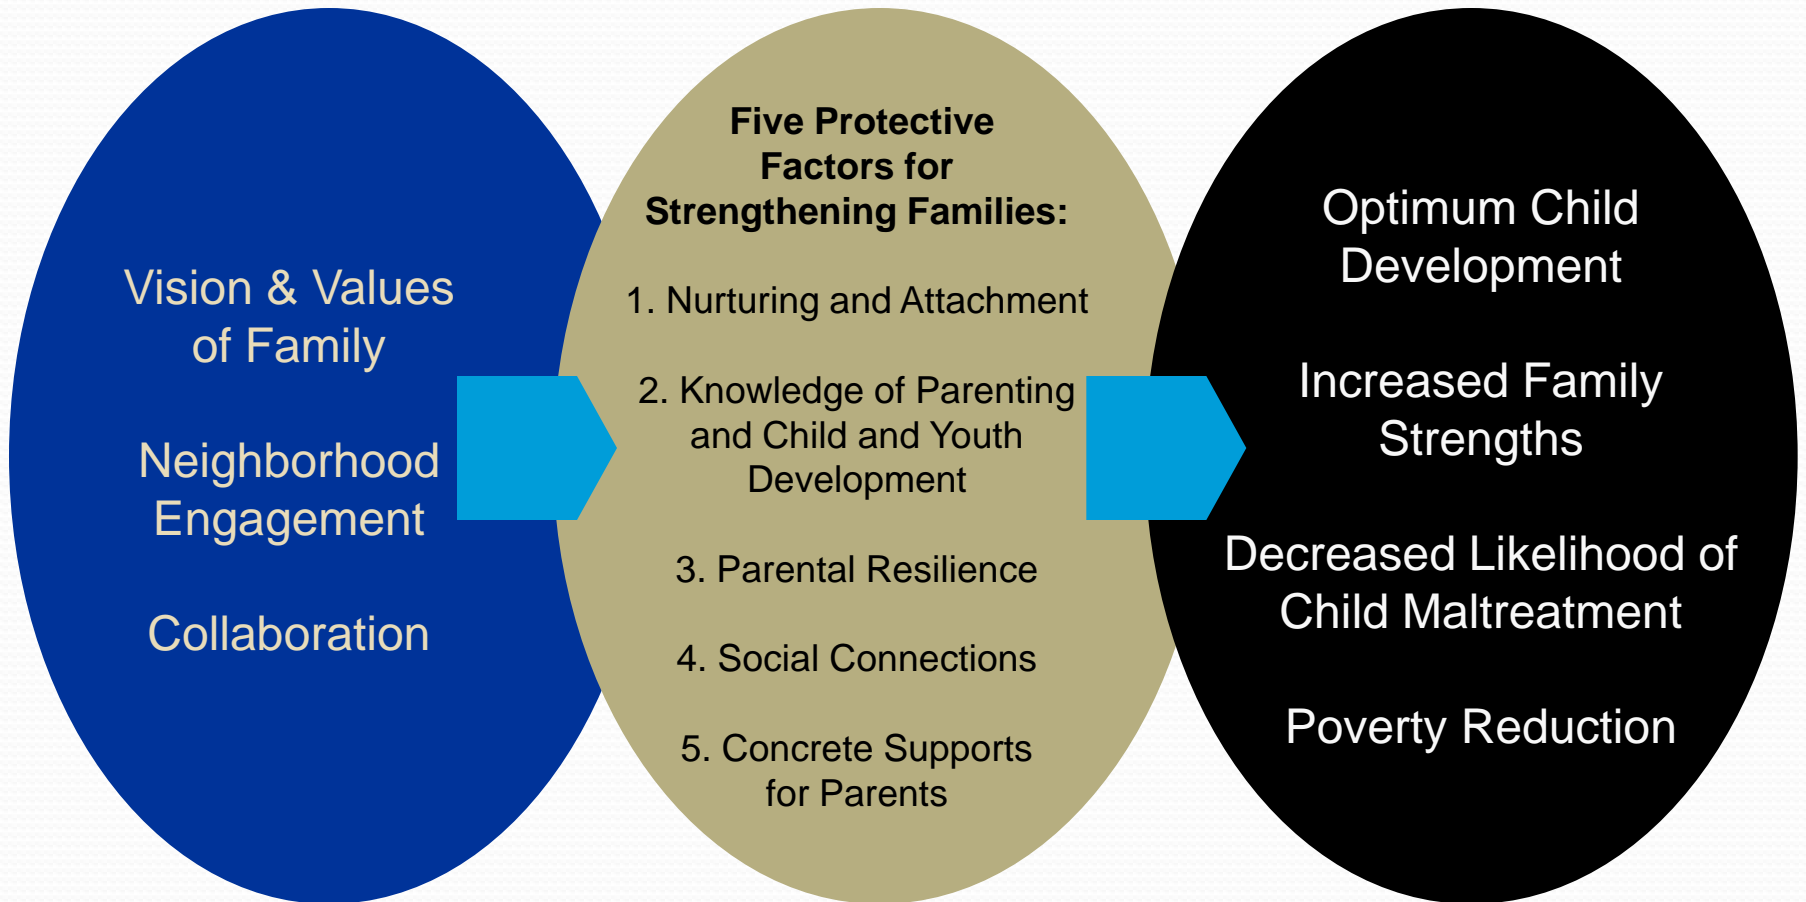 Vision & Values
of Family
Neighborhood
Engagement
Collaboration
Five Protective
Factors for
Strengthening Families:
1. Nurturing and Attachment
2. Knowledge of Parenting
and Child and Youth
Development
3. Parental Resilience
4. Social Connections
5. Concrete Supports
for Parents
Optimum Child
Development
Increased Family
Strengths
Decreased Likelihood of
Child Maltreatment
Poverty Reduction